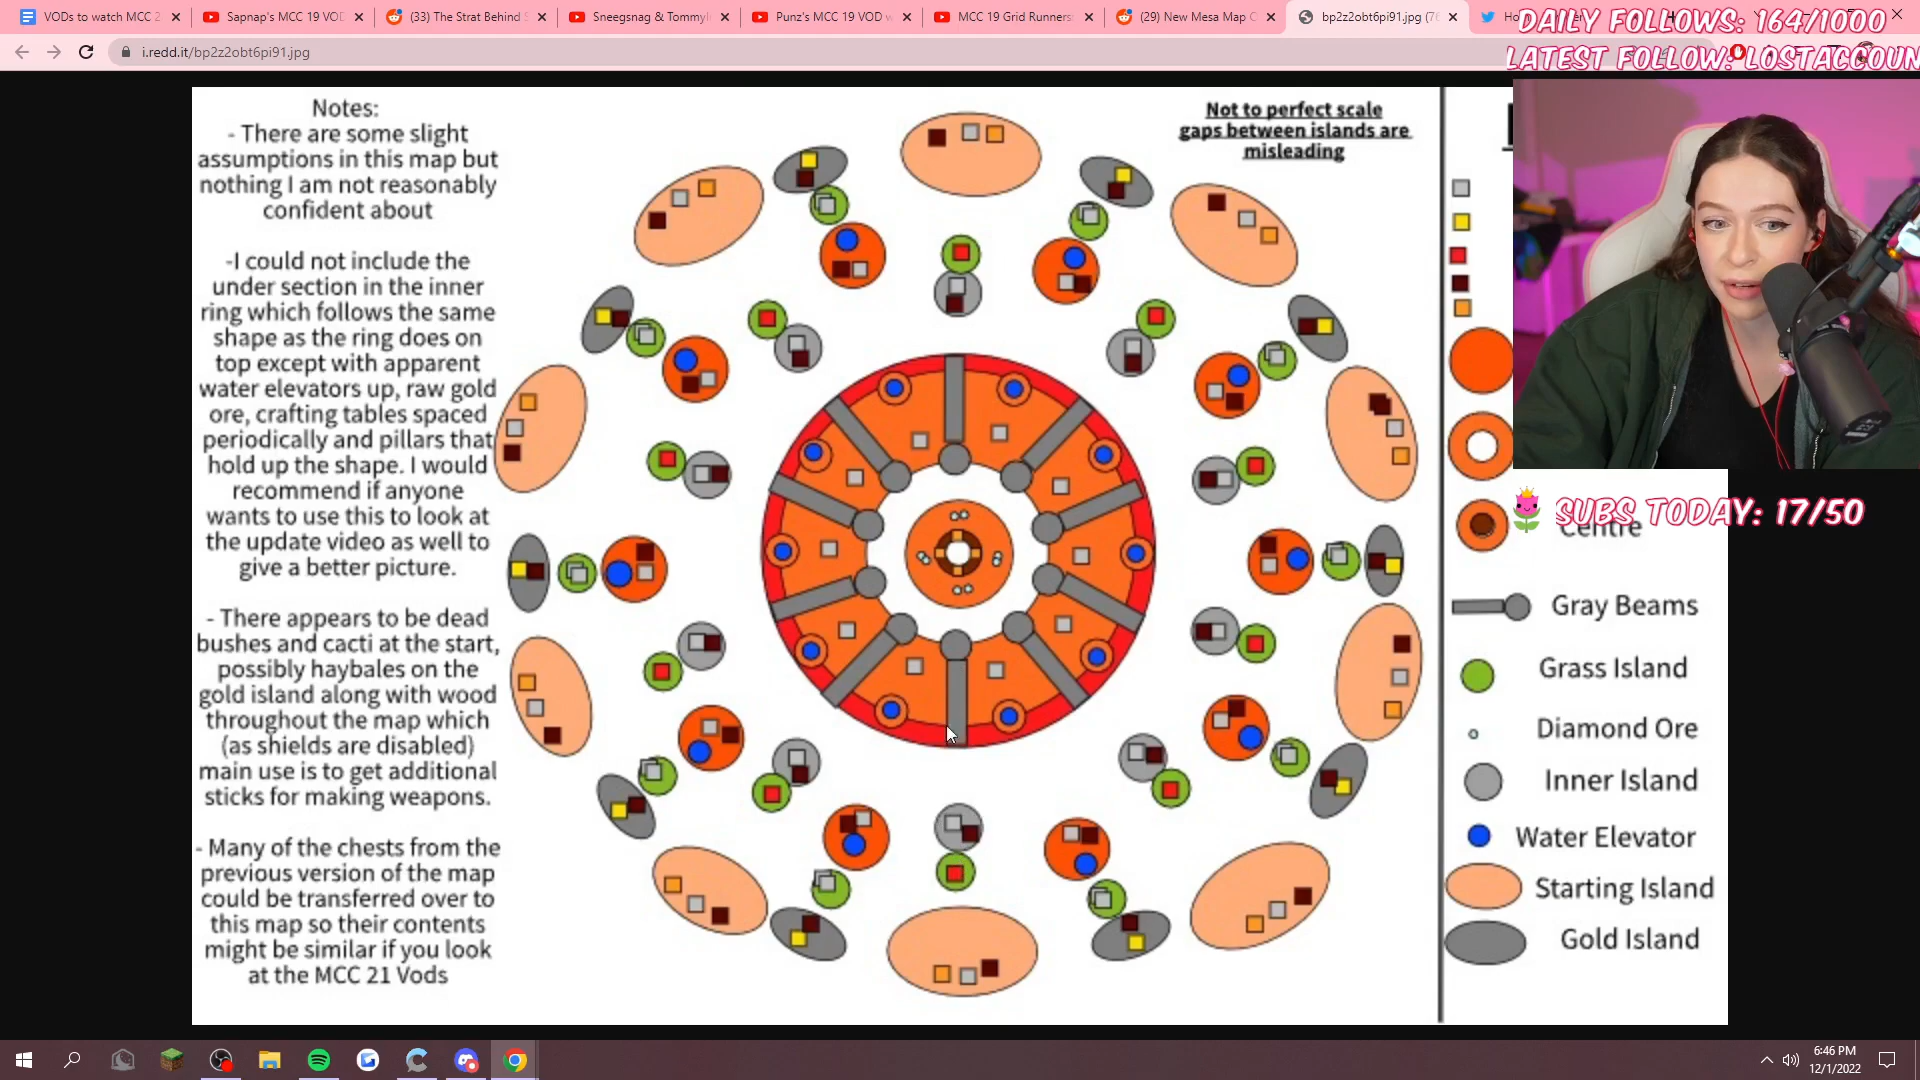 VODs to watch MCC 2
Sapnap's MCC 19 VOD
(33) The Strat Behind S
Sneegsnag & Tommyl
Punz's MCC 19 VOD w
MCC 19 Grid Runners
(29) New Mesa Map C
bp2z2obt6pi91.jpg (76
DAILY FOLLOWS: 164/1000
i.redd.it/bp2z2obt6pi91.jpg
LATEST FOLLOW: LOSTACCOUN
Notes:
- There are some slight
assumptions in this map but
nothing I am not reasonably
confident about
-I could not include the
under section in the inner
ring which follows the same
shape as the ring does on
top except with apparent
water elevators up, raw gold
ore, crafting tables spaced
periodically and pillars that
hold up the shape. I would
recommend if anyone
wants to use this to look at
the update video as well to
give a better picture.
- There appears to be dead
bushes and cacti at the start,
possibly haybales on the
gold island along with wood
throughout the map which
(as shields are disabled)
main use is to get additional
sticks for making weapons.
- Many of the chests from the
previous version of the map
could be transferred over to
this map so their contents
might be similar if you look
at the MCC 21 Vods
Not to perfect scale
gaps between islands are
misleading
SUBS TODAY: 17/50
Centre
Gray Beams
Grass Island
Diamond Ore
Inner Island
Water Elevator
Starting Island
Gold Island
6:46 PM
12/1/2022